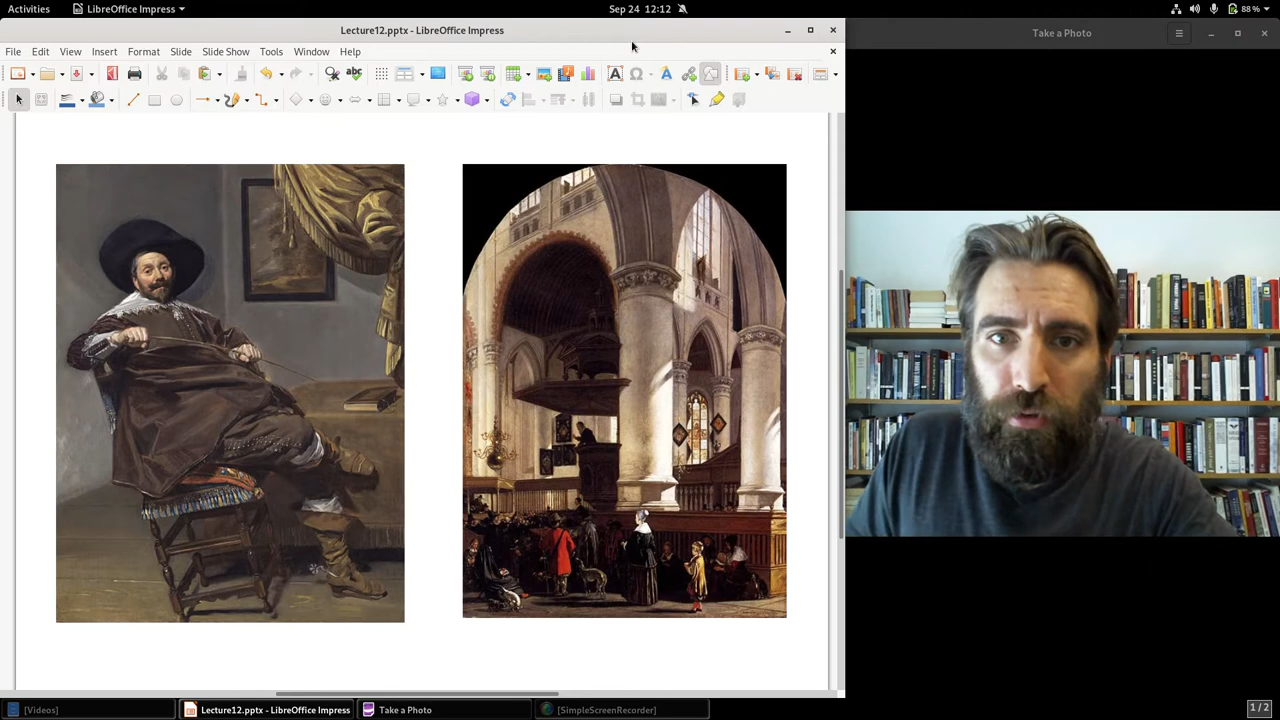 Activities LibreOffice Impress Sep 24 12:12 88 %
Lecture12.pptx - LibreOffice Impress
Take a Photo
File Edit View Insert Format Slide Slide Show Tools Window Help
[Videos] Lecture12.pptx - LibreOffice Impress Take a Photo [SimpleScreenRecorder] 1 / 2